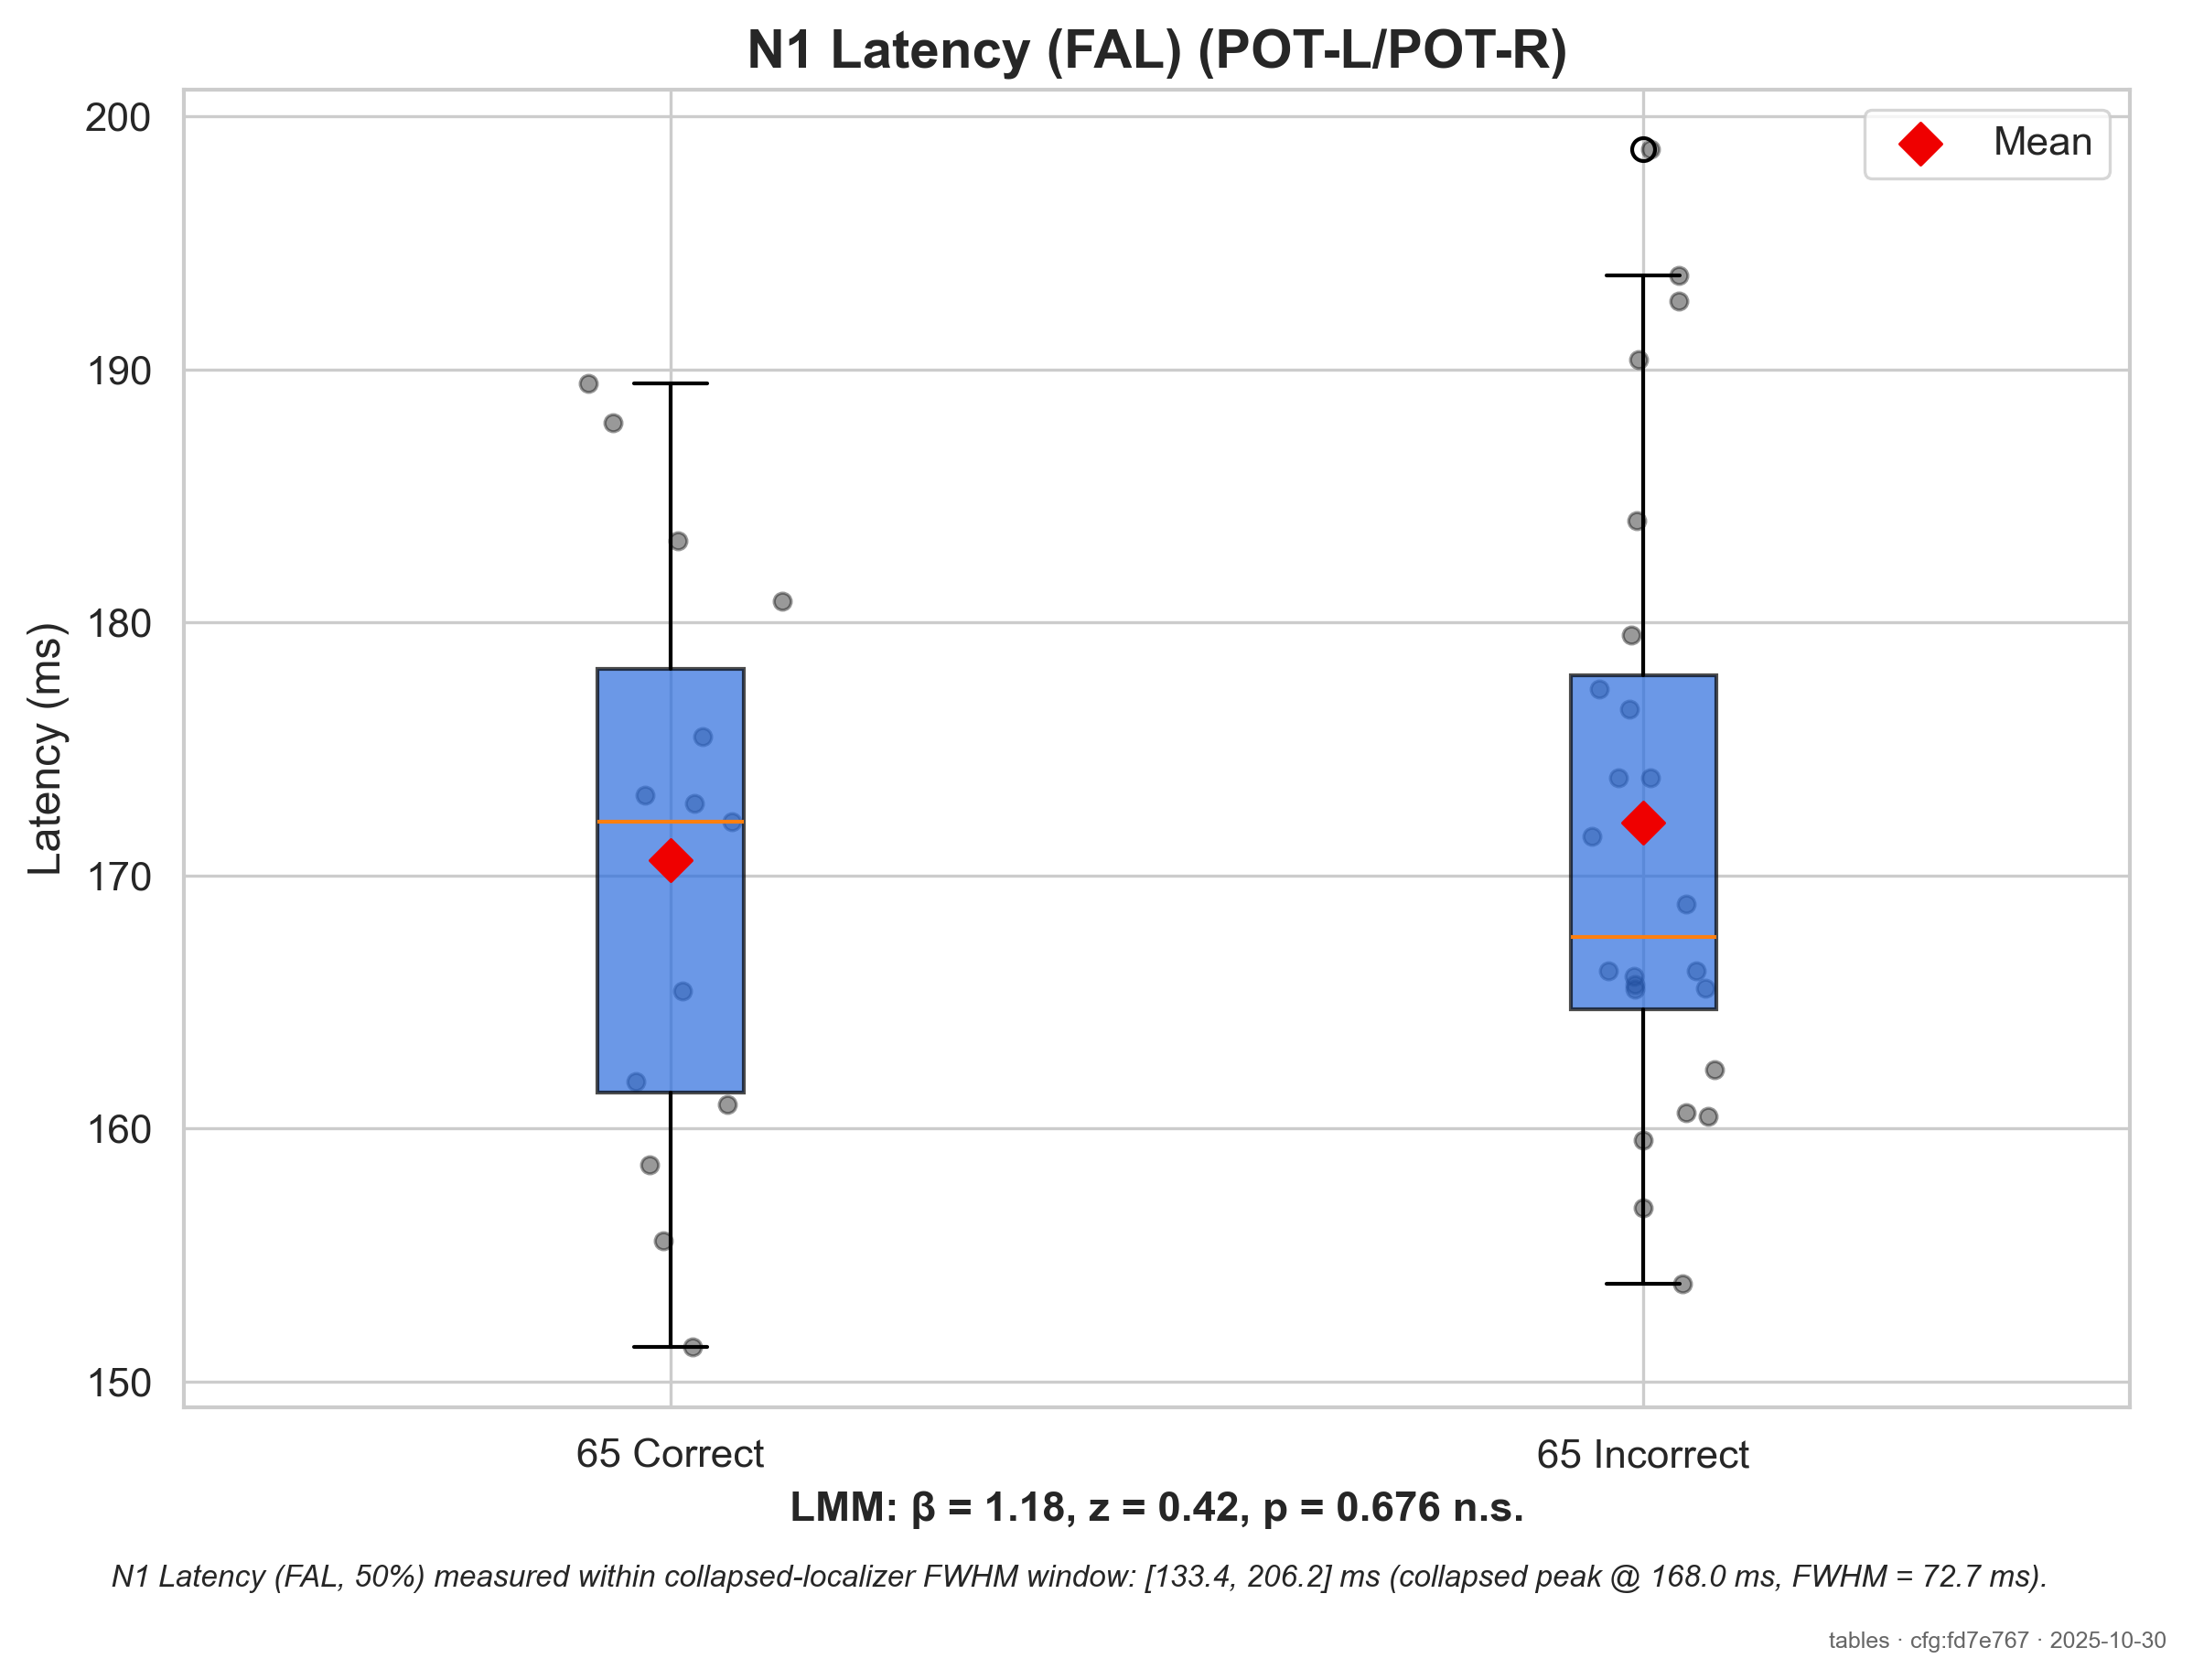 N1 Latency (FAL) (POT-L/POT-R)
Mean
Latency (ms)
200
190
180
170
160
150
65 Correct
65 Incorrect
LMM: β = 1.18, z = 0.42, p = 0.676 n.s.
N1 Latency (FAL, 50%) measured within collapsed-localizer FWHM window: [133.4, 206.2] ms (collapsed peak @ 168.0 ms, FWHM = 72.7 ms).
tables · cfg:fd7e767 · 2025-10-30